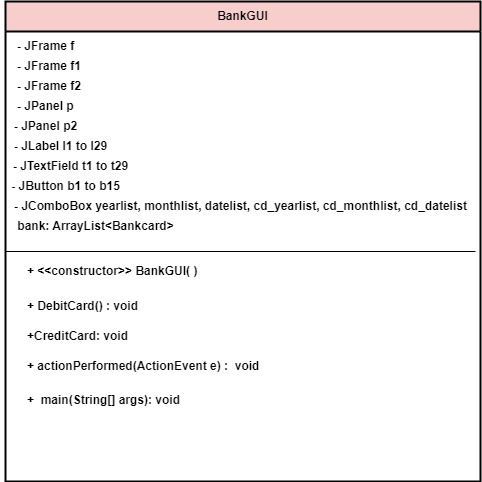 BankGUI
- JFrame f
- JFrame f1
- JFrame f2
- JPanel p
- JPanel p2
- JLabel l1 to l29
- JTextField t1 to t29
- JButton b1 to b15
- JComboBox yearlist, monthlist, datelist, cd_yearlist, cd_monthlist, cd_datelist
bank: ArrayList<Bankcard>
+ <<constructor>> BankGUI( )
+ DebitCard() : void
+CreditCard: void
+ actionPerformed(ActionEvent e) : void
+ main(String[] args): void